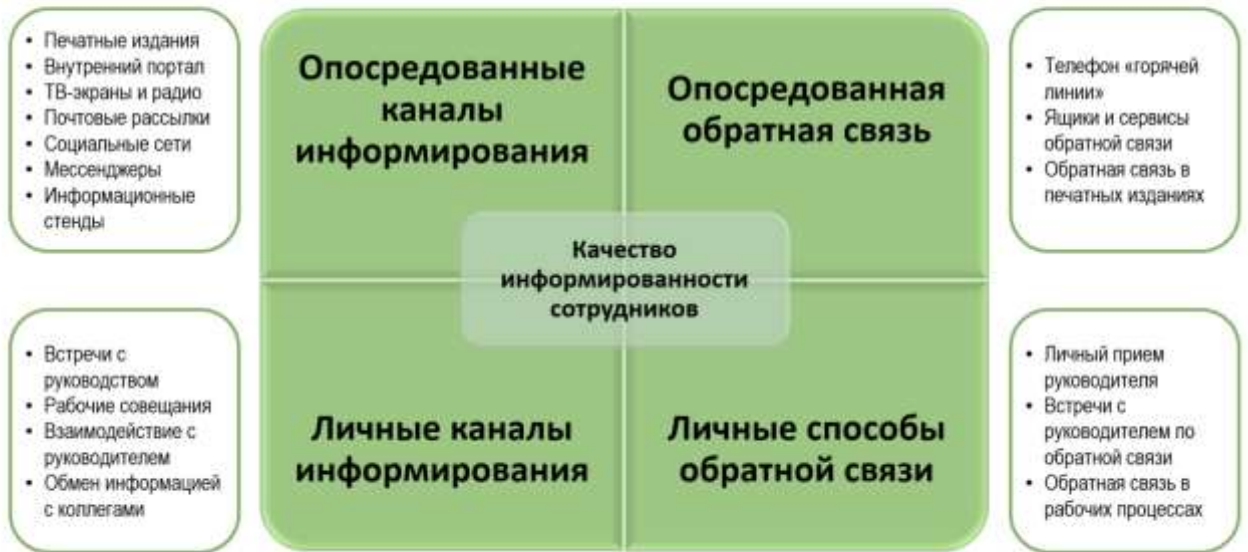 • Печатные издания
• Внутренний портал
• ТВ-экраны и радио
• Почтовые рассылки
• Социальные сети
• Мессенджеры
• Информационные
стенды
Опосредованные
каналы
информирования
Опосредованная
обратная связь
• Телефон «горячей
линии»
• Ящики и сервисы
обратной связи
• Обратная связь в
печатных изданиях
Качество
информированности
сотрудников
• Встречи с
руководством
• Рабочие совещания
• Взаимодействие с
руководителем
• Обмен информацией
с коллегами
Личные каналы
информирования
Личные способы
обратной связи
• Личный прием
руководителя
• Встречи с
руководителем по
обратной связи
• Обратная связь в
рабочих процессах